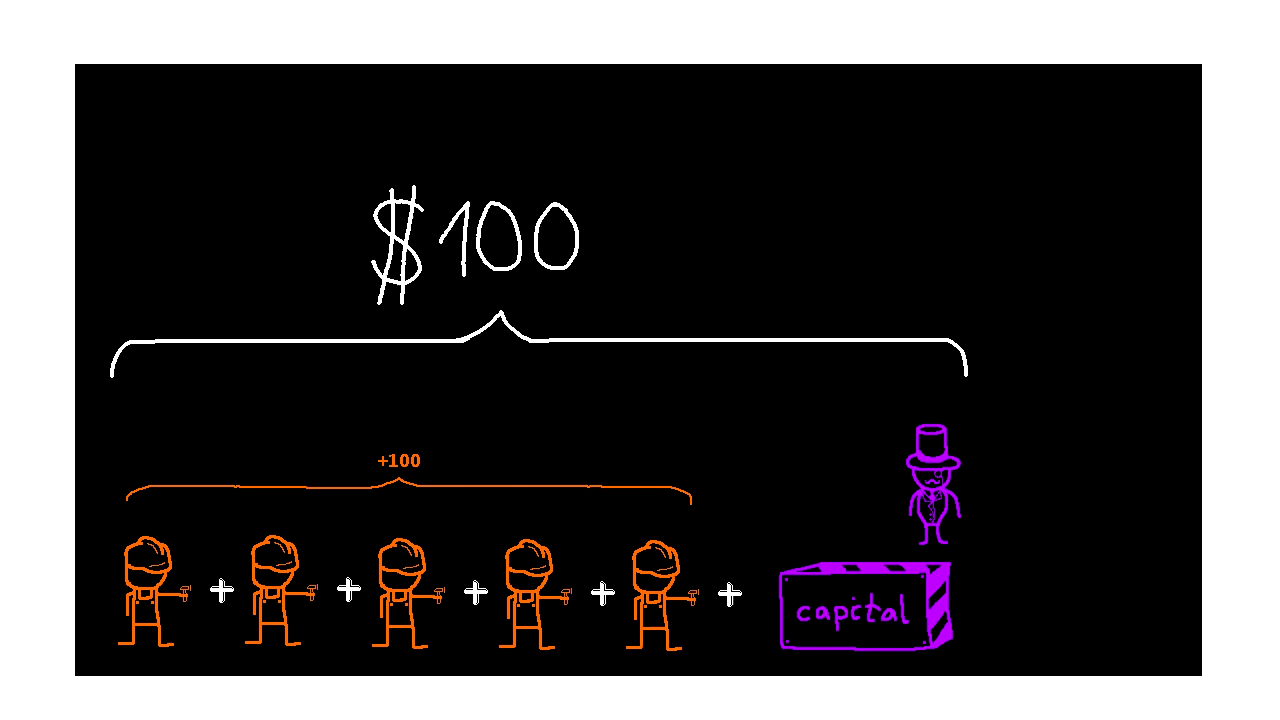 $100
+100
+ + + + +
capital